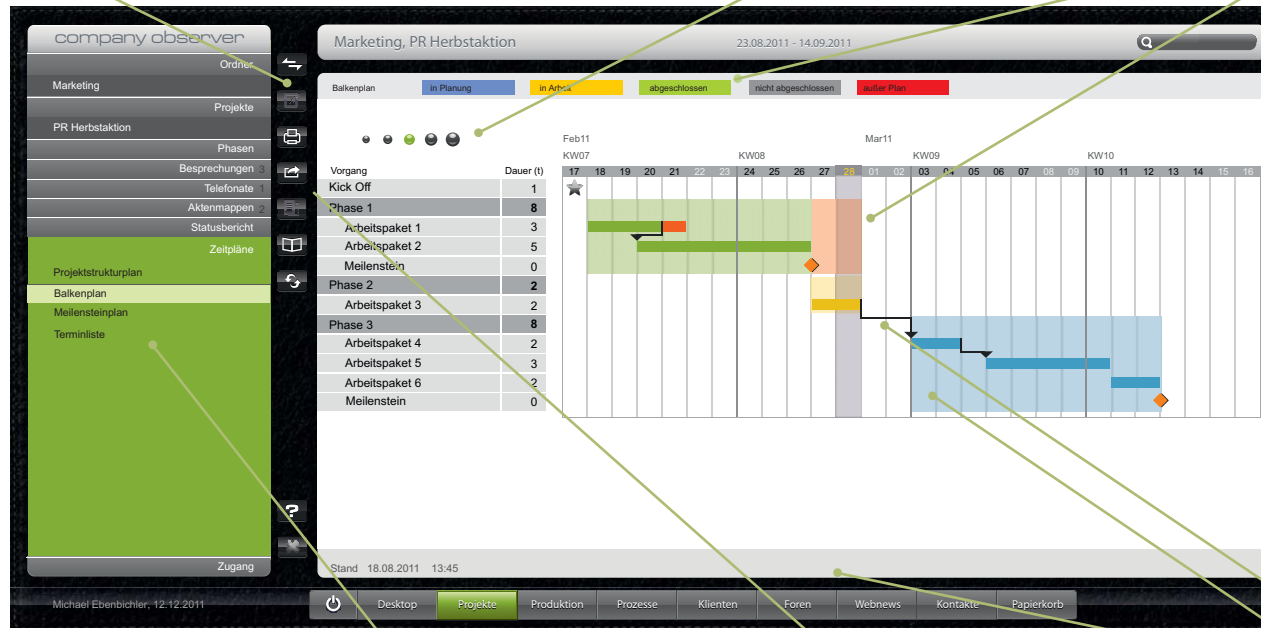 company observer
Ordner
Marketing
Projekte
PR Herbstaktion
Phasen
Besprechungen 3
Telefonate 1
Aktenmappen 2
Statusbericht
Zeitpläne
Projektstrukturplan
Balkenplan
Meilensteinplan
Terminliste
Zugang
?
Marketing, PR Herbstaktion 23.08.2011 - 14.09.2011
Balkenplan in Planung in Arbeit abgeschlossen nicht abgeschlossen außer Plan
Feb11 Mar11
KW07 KW08 KW09 KW10
Vorgang Dauer (t) 17 18 19 20 21 22 23 24 25 26 27 28 01 02 03 04 05 06 07 08 09 10 11 12 13 14 15 16
Kick Off 1
Phase 1 8
Arbeitspaket 1 3
Arbeitspaket 2 5
Meilenstein 0
Phase 2 2
Arbeitspaket 3 2
Phase 3 8
Arbeitspaket 4 2
Arbeitspaket 5 3
Arbeitspaket 6 2
Meilenstein 0
Stand 18.08.2011 13:45
Michael Ebenbichler, 12.12.2011
Desktop Projekte Produktion Prozesse Klienten Foren Webnews Kontakte Papierkorb